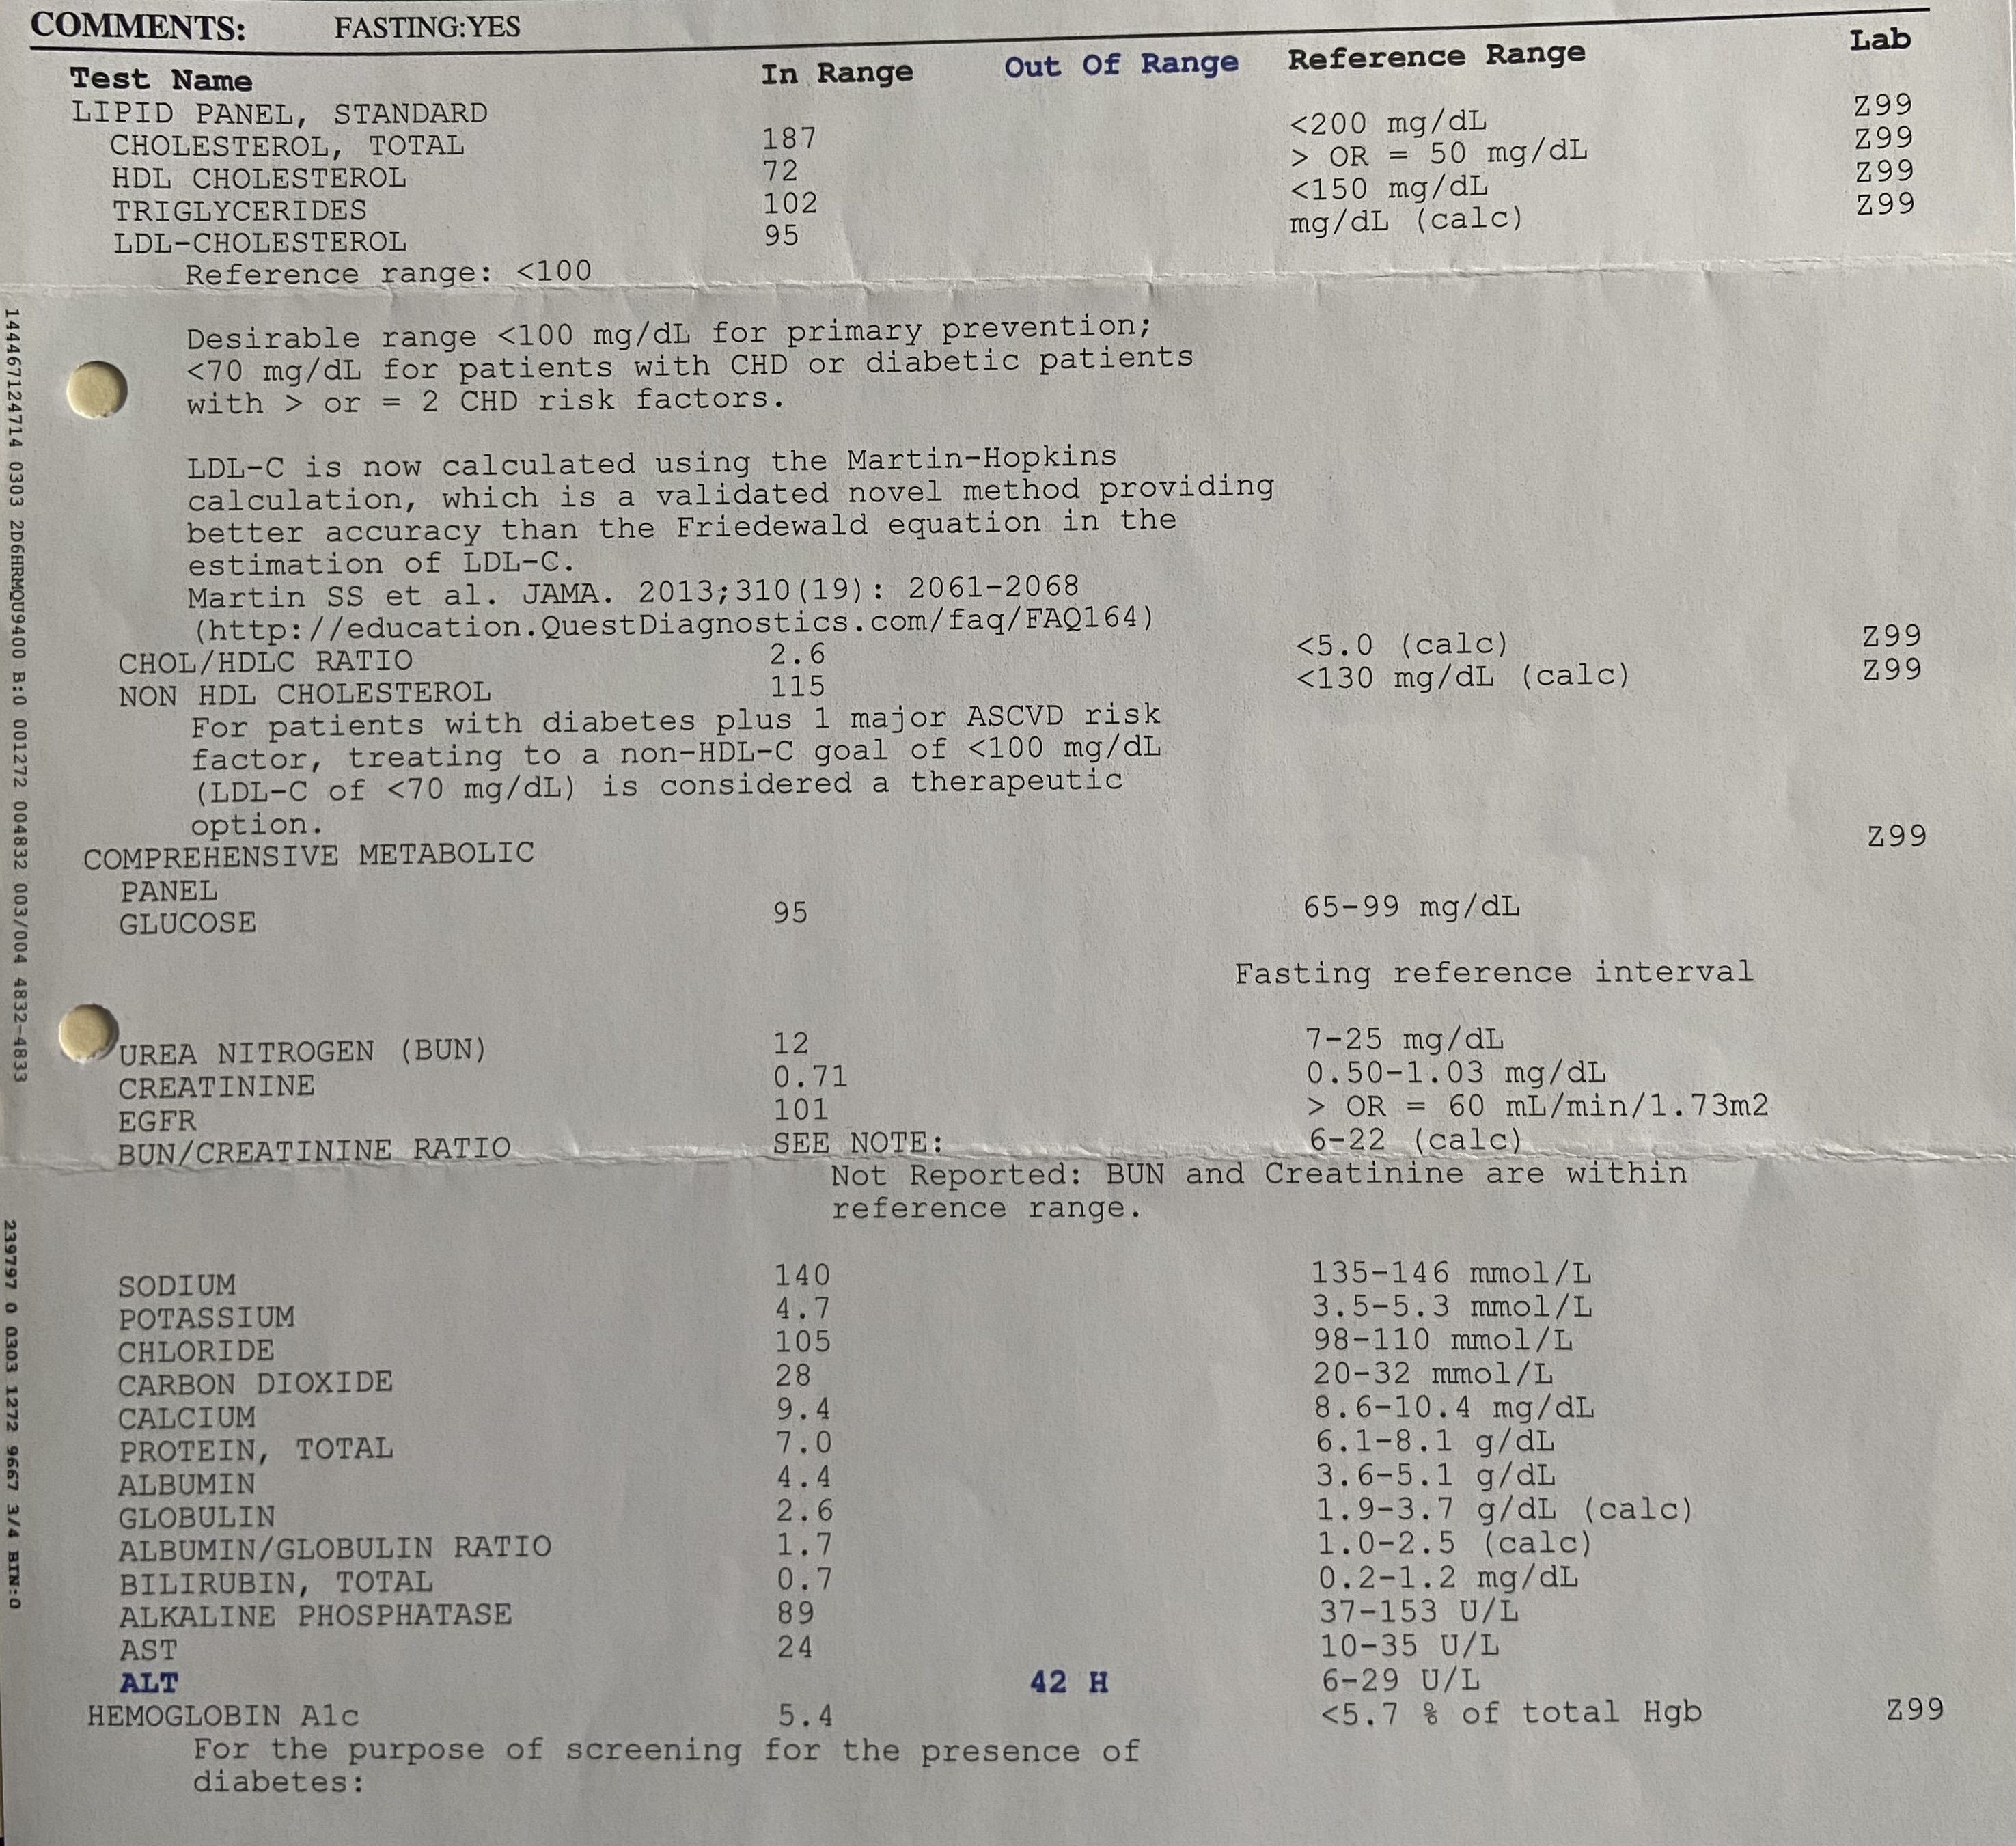 COMMENTS: FASTING:YES
Test Name In Range Out Of Range Reference Range Lab
LIPID PANEL, STANDARD Z99
CHOLESTEROL, TOTAL 187 <200 mg/dL Z99
HDL CHOLESTEROL 72 > OR = 50 mg/dL Z99
TRIGLYCERIDES 102 <150 mg/dL Z99
LDL-CHOLESTEROL 95 mg/dL (calc)
Reference range: <100
Desirable range <100 mg/dL for primary prevention;
<70 mg/dL for patients with CHD or diabetic patients
with > or = 2 CHD risk factors.
LDL-C is now calculated using the Martin-Hopkins
calculation, which is a validated novel method providing
better accuracy than the Friedewald equation in the
estimation of LDL-C.
Martin SS et al. JAMA. 2013;310(19): 2061-2068
(http://education.QuestDiagnostics.com/faq/FAQ164)
CHOL/HDLC RATIO 2.6 <5.0 (calc) Z99
NON HDL CHOLESTEROL 115 <130 mg/dL (calc) Z99
For patients with diabetes plus 1 major ASCVD risk
factor, treating to a non-HDL-C goal of <100 mg/dL
(LDL-C of <70 mg/dL) is considered a therapeutic
option.
COMPREHENSIVE METABOLIC Z99
PANEL
GLUCOSE 95 65-99 mg/dL
Fasting reference interval
UREA NITROGEN (BUN) 12 7-25 mg/dL
CREATININE 0.71 0.50-1.03 mg/dL
EGFR 101 > OR = 60 mL/min/1.73m2
BUN/CREATININE RATIO SEE NOTE: 6-22 (calc)
Not Reported: BUN and Creatinine are within
reference range.
SODIUM 140 135-146 mmol/L
POTASSIUM 4.7 3.5-5.3 mmol/L
CHLORIDE 105 98-110 mmol/L
CARBON DIOXIDE 28 20-32 mmol/L
CALCIUM 9.4 8.6-10.4 mg/dL
PROTEIN, TOTAL 7.0 6.1-8.1 g/dL
ALBUMIN 4.4 3.6-5.1 g/dL
GLOBULIN 2.6 1.9-3.7 g/dL (calc)
ALBUMIN/GLOBULIN RATIO 1.7 1.0-2.5 (calc)
BILIRUBIN, TOTAL 0.7 0.2-1.2 mg/dL
ALKALINE PHOSPHATASE 89 37-153 U/L
AST 24 10-35 U/L
ALT 42 H 6-29 U/L
HEMOGLOBIN A1c 5.4 <5.7 % of total Hgb Z99
For the purpose of screening for the presence of
diabetes:
144467124714 0303 2D6HRMQU9400 B:0 001272 004832 003/004 4832-4833
239797 0 0303 1272 9667 3/4 BIN:0